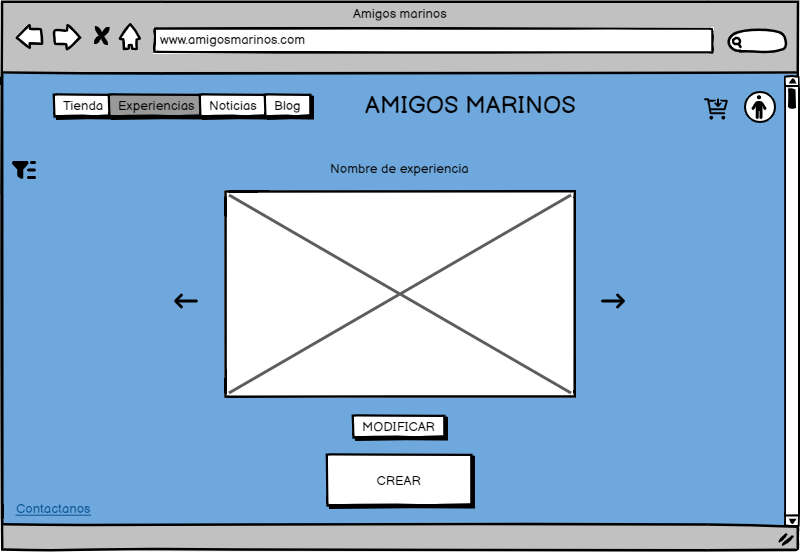 Amigos marinos
www.amigosmarinos.com
Tienda Experiencias Noticias Blog
AMIGOS MARINOS
Nombre de experiencia
MODIFICAR
CREAR
Contactanos